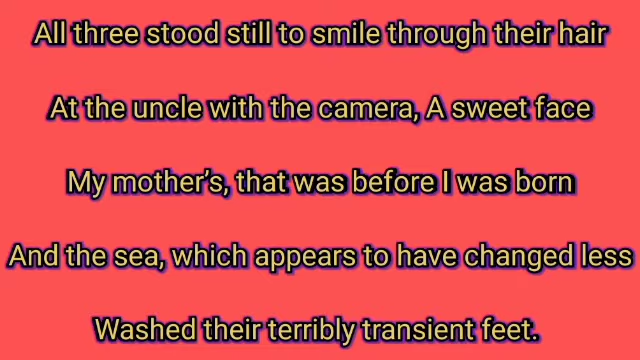 All three stood still to smile through their hair
At the uncle with the camera, A sweet face
My mother’s, that was before I was born
And the sea, which appears to have changed less
Washed their terribly transient feet.